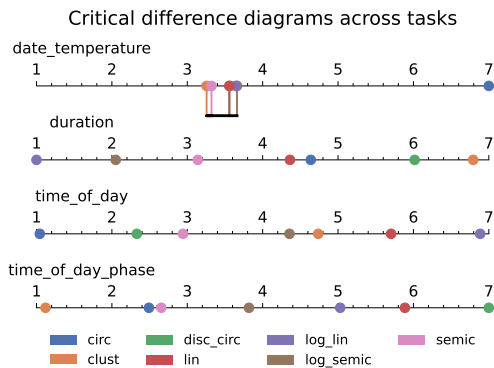 Critical difference diagrams across tasks
date_temperature
1 2 3 4 5 6 7
duration
1 2 3 4 5 6 7
time_of_day
1 2 3 4 5 6 7
time_of_day_phase
1 2 3 4 5 6 7
circ disc_circ log_lin semic
clust lin log_semic